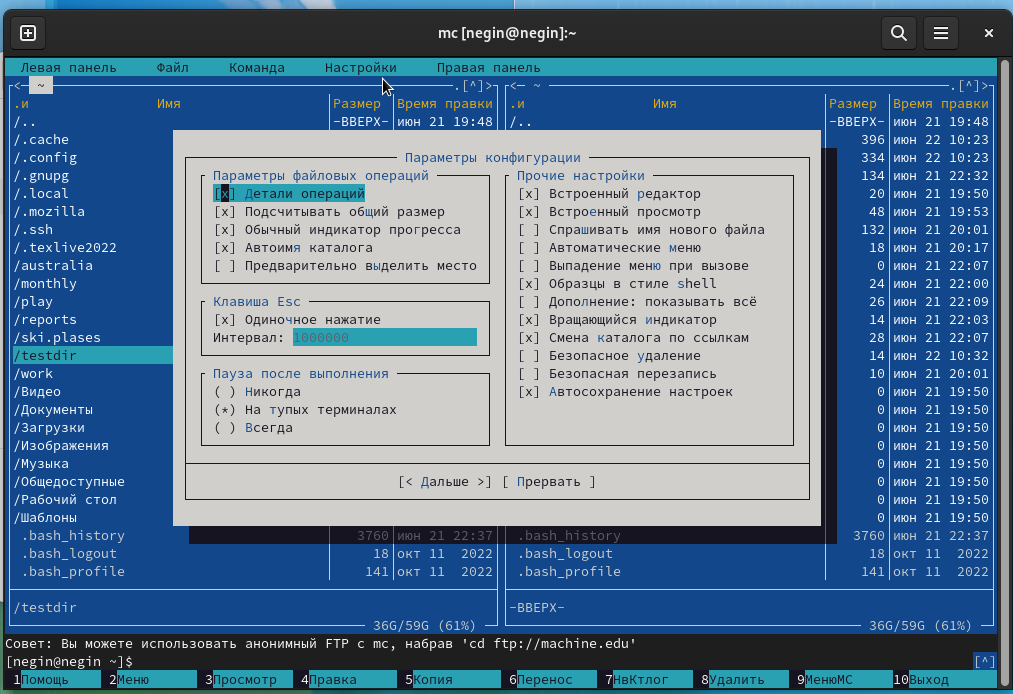 mc [negin@negin]:~
Левая панель Файл Команда Настройки Правая панель
<─ ~ .[^]> <─ ~ .[^]>
.и Имя Размер Время правки .и Имя Размер Время правки
/.. -ВВЕРХ- июн 21 19:48 /.. -ВВЕРХ- июн 21 19:48
/.cache 396 июн 22 10:23
/.config Параметры конфигурации 334 июн 22 10:23
/.gnupg Параметры файловых операций Прочие настройки 134 июн 21 22:32
/.local [x] Детали операций [x] Встроенный редактор 20 июн 21 19:50
/.mozilla [x] Подсчитывать общий размер [x] Встроенный просмотр 48 июн 21 19:53
/.ssh [x] Обычный индикатор прогресса [ ] Спрашивать имя нового файла 132 июн 21 20:01
/.texlive2022 [x] Автоимя каталога [ ] Автоматические меню 18 июн 21 20:17
/australia [ ] Предварительно выделить место [ ] Выпадение меню при вызове 0 июн 21 22:07
/monthly [x] Образцы в стиле shell 24 июн 21 22:00
/play Клавиша Esc [ ] Дополнение: показывать всё 26 июн 21 22:09
/reports [x] Одиночное нажатие [x] Вращающийся индикатор 14 июн 21 22:03
/ski.plases Интервал: 1000000 [x] Смена каталога по ссылкам 28 июн 21 22:07
/testdir [ ] Безопасное удаление 14 июн 22 10:32
/work Пауза после выполнения [ ] Безопасная перезапись 10 июн 21 20:01
/Видео ( ) Никогда [x] Автосохранение настроек 0 июн 21 19:50
/Документы (*) На тупых терминалах 0 июн 21 19:50
/Загрузки ( ) Всегда 0 июн 21 19:50
/Изображения 0 июн 21 19:50
/Музыка 0 июн 21 19:50
/Общедоступные [< Дальше >] [ Прервать ] 0 июн 21 19:50
/Рабочий стол 0 июн 21 19:50
/Шаблоны 0 июн 21 19:50
.bash_history 3760 июн 21 22:37 .bash_history 3760 июн 21 22:37
.bash_logout 18 окт 11 2022 .bash_logout 18 окт 11 2022
.bash_profile 141 окт 11 2022 .bash_profile 141 окт 11 2022
/testdir -ВВЕРХ-
36G/59G (61%) 36G/59G (61%)
Совет: Вы можете использовать анонимный FTP с mc, набрав 'cd ftp://machine.edu'
[negin@negin ~]$ [^]
1Помощь 2Меню 3Просмотр 4Правка 5Копия 6Перенос 7НвКтлог 8Удалить 9МенюМС 10Выход